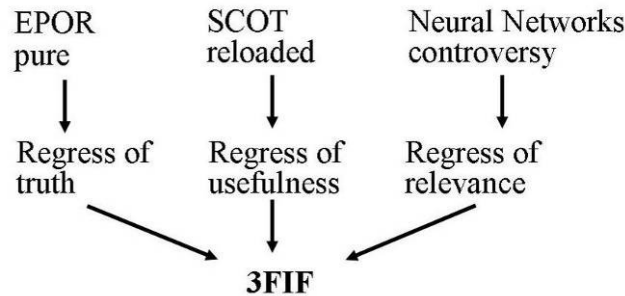 EPOR
pure
SCOT
reloaded
Neural Networks
controversy
Regress of
truth
Regress of
usefulness
Regress of
relevance
3FIF